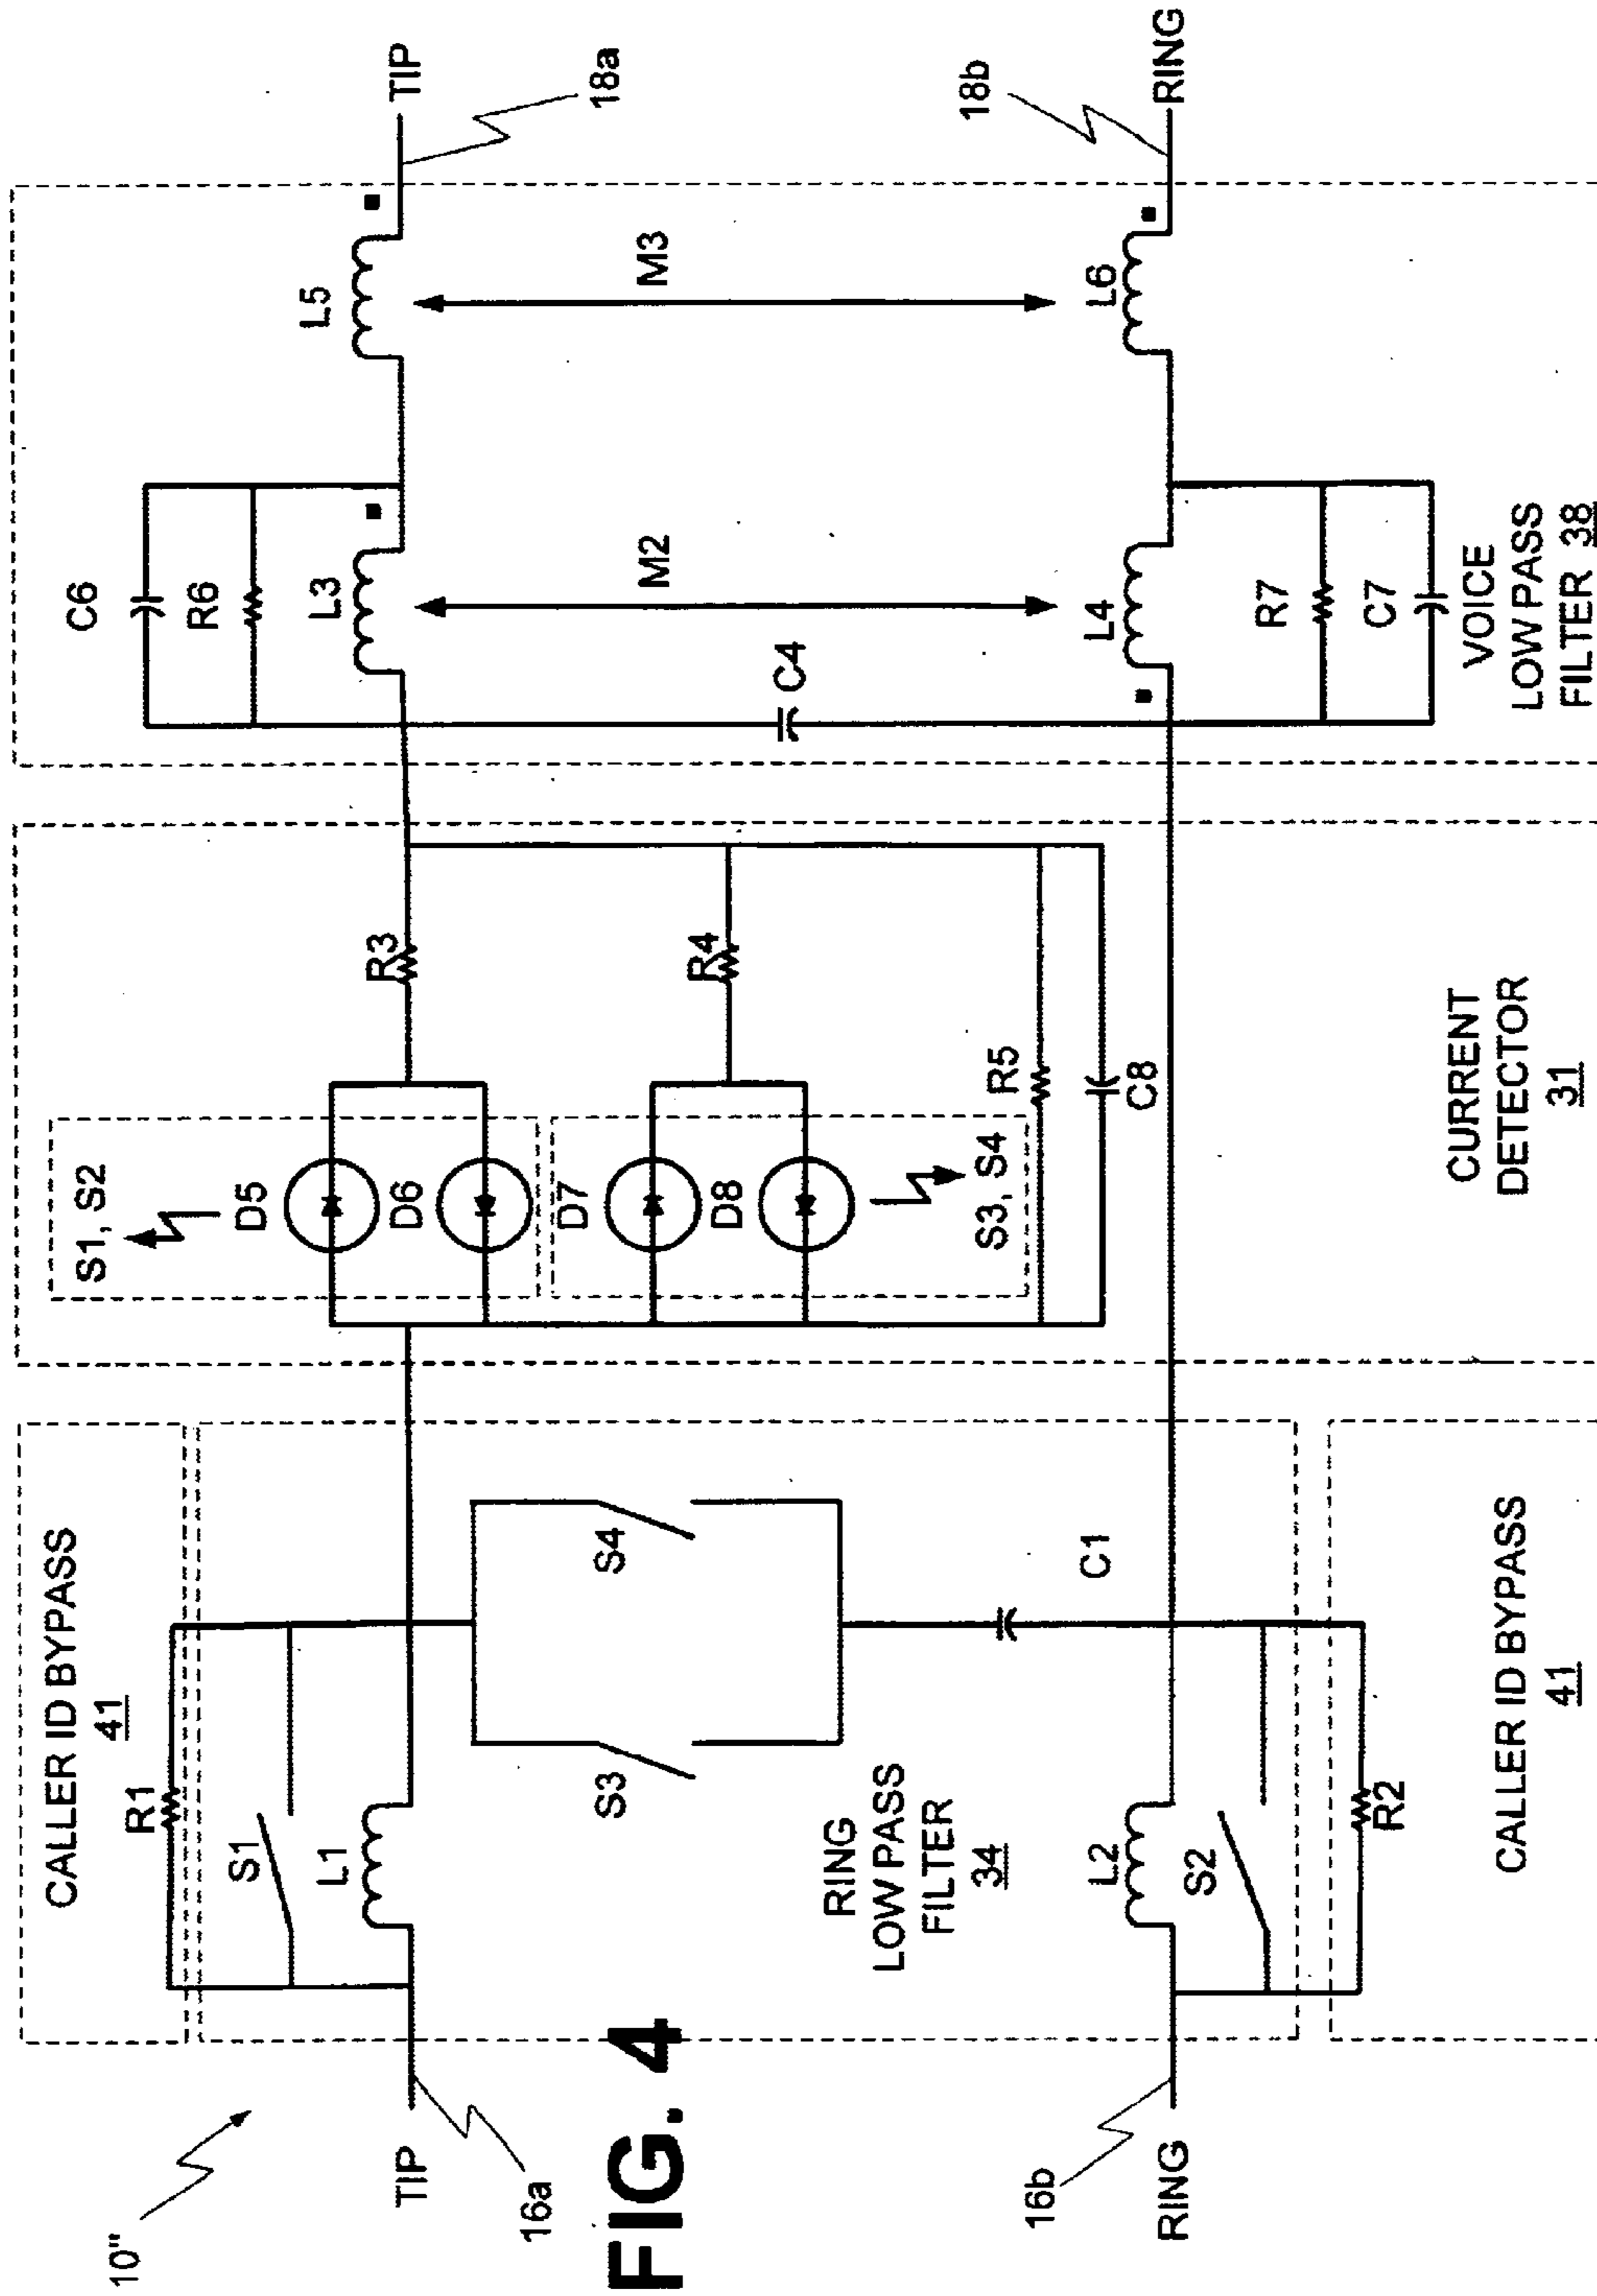 10"
CALLER ID BYPASS
41
R1
S1
L1
TIP
16a
S3
S4
RING
LOW PASS
FILTER
34
C1
L2
S2
R2
16b
RING
CALLER ID BYPASS
41
S1, S2
D5
D6
D7
D8
S3, S4
R3
R4
R5
C8
CURRENT
DETECTOR
31
C6
R6
L3
L5
M2
M3
C4
L4
L6
R7
C7
VOICE
LOW PASS
FILTER 38
TIP
18a
18b
RING
FIG. 4